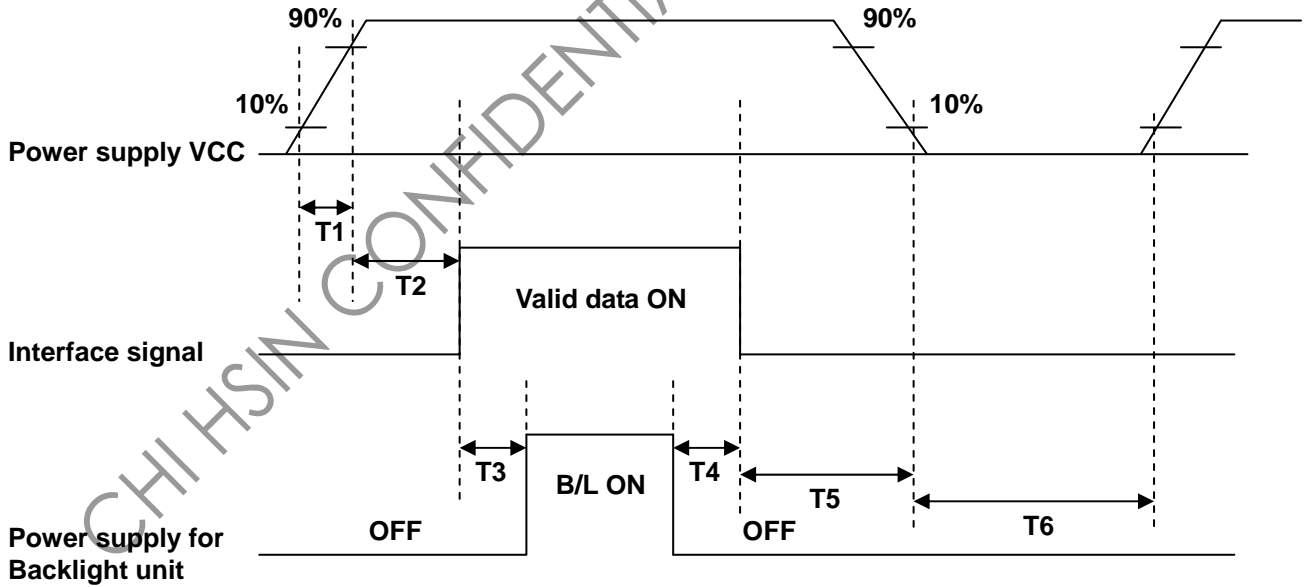 90%
90%
10%
10%
Power supply VCC
T1
T2
Valid data ON
Interface signal
T3
T4
B/L ON
T5
T6
OFF
OFF
Power supply for
Backlight unit
CHI HSIN CONFIDENTIA